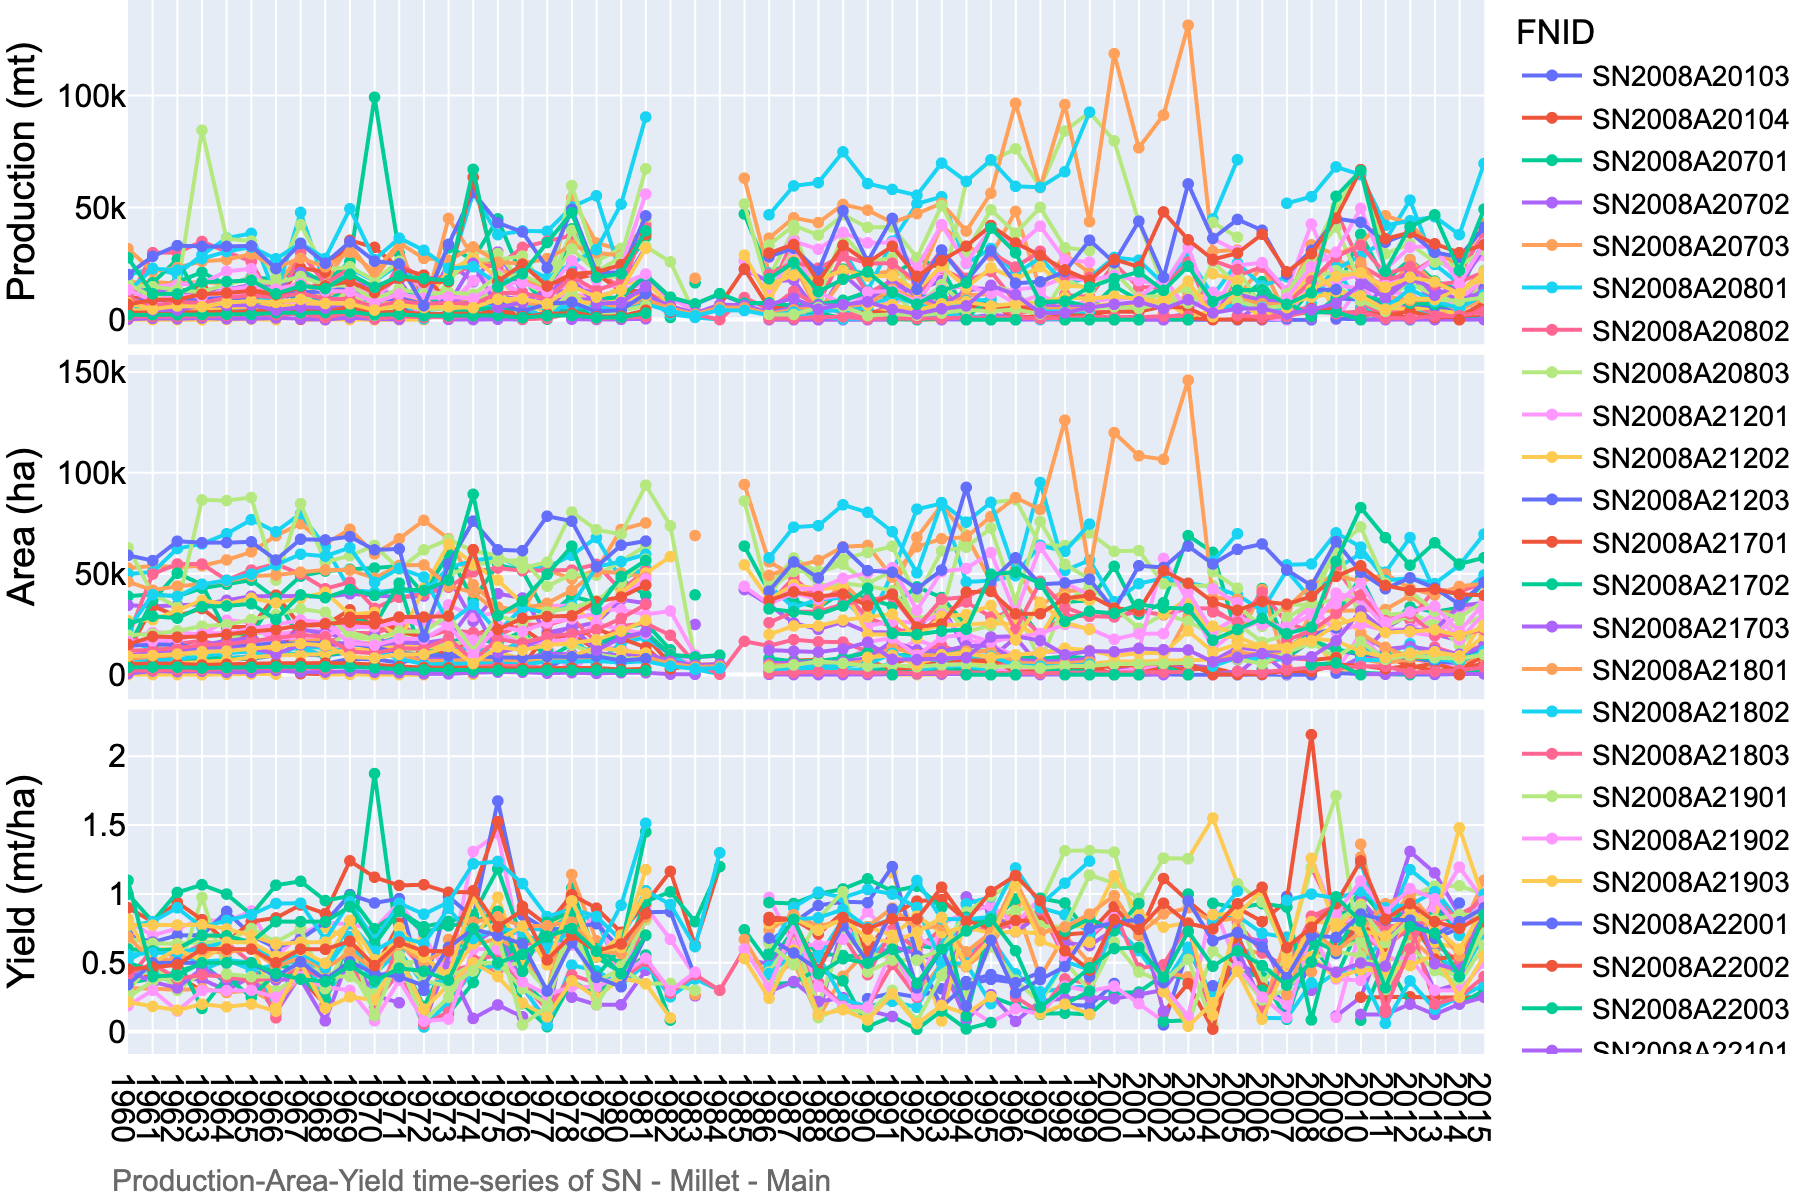 Production (mt)
100k
50k
0
Area (ha)
150k
100k
50k
0
Yield (mt/ha)
2
1.5
1
0.5
0
1960
1961
1962
1963
1964
1965
1966
1967
1968
1969
1970
1971
1972
1973
1974
1975
1976
1977
1978
1979
1980
1981
1982
1983
1984
1985
1986
1987
1988
1989
1990
1991
1992
1993
1994
1995
1996
1997
1998
1999
2000
2001
2002
2003
2004
2005
2006
2007
2008
2009
2010
2011
2012
2013
2014
2015
FNID
SN2008A20103
SN2008A20104
SN2008A20701
SN2008A20702
SN2008A20703
SN2008A20801
SN2008A20802
SN2008A20803
SN2008A21201
SN2008A21202
SN2008A21203
SN2008A21701
SN2008A21702
SN2008A21703
SN2008A21801
SN2008A21802
SN2008A21803
SN2008A21901
SN2008A21902
SN2008A21903
SN2008A22001
SN2008A22002
SN2008A22003
SN2008A22101
Production-Area-Yield time-series of SN - Millet - Main